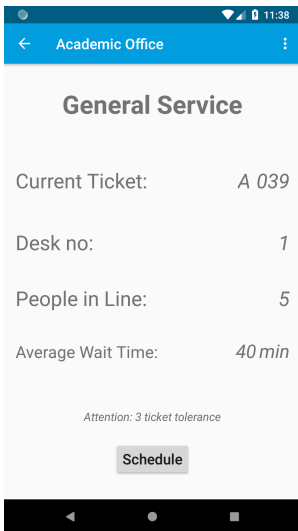 11:38
Academic Office
General Service
Current Ticket: A 039
Desk no: 1
People in Line: 5
Average Wait Time: 40 min
Attention: 3 ticket tolerance
Schedule